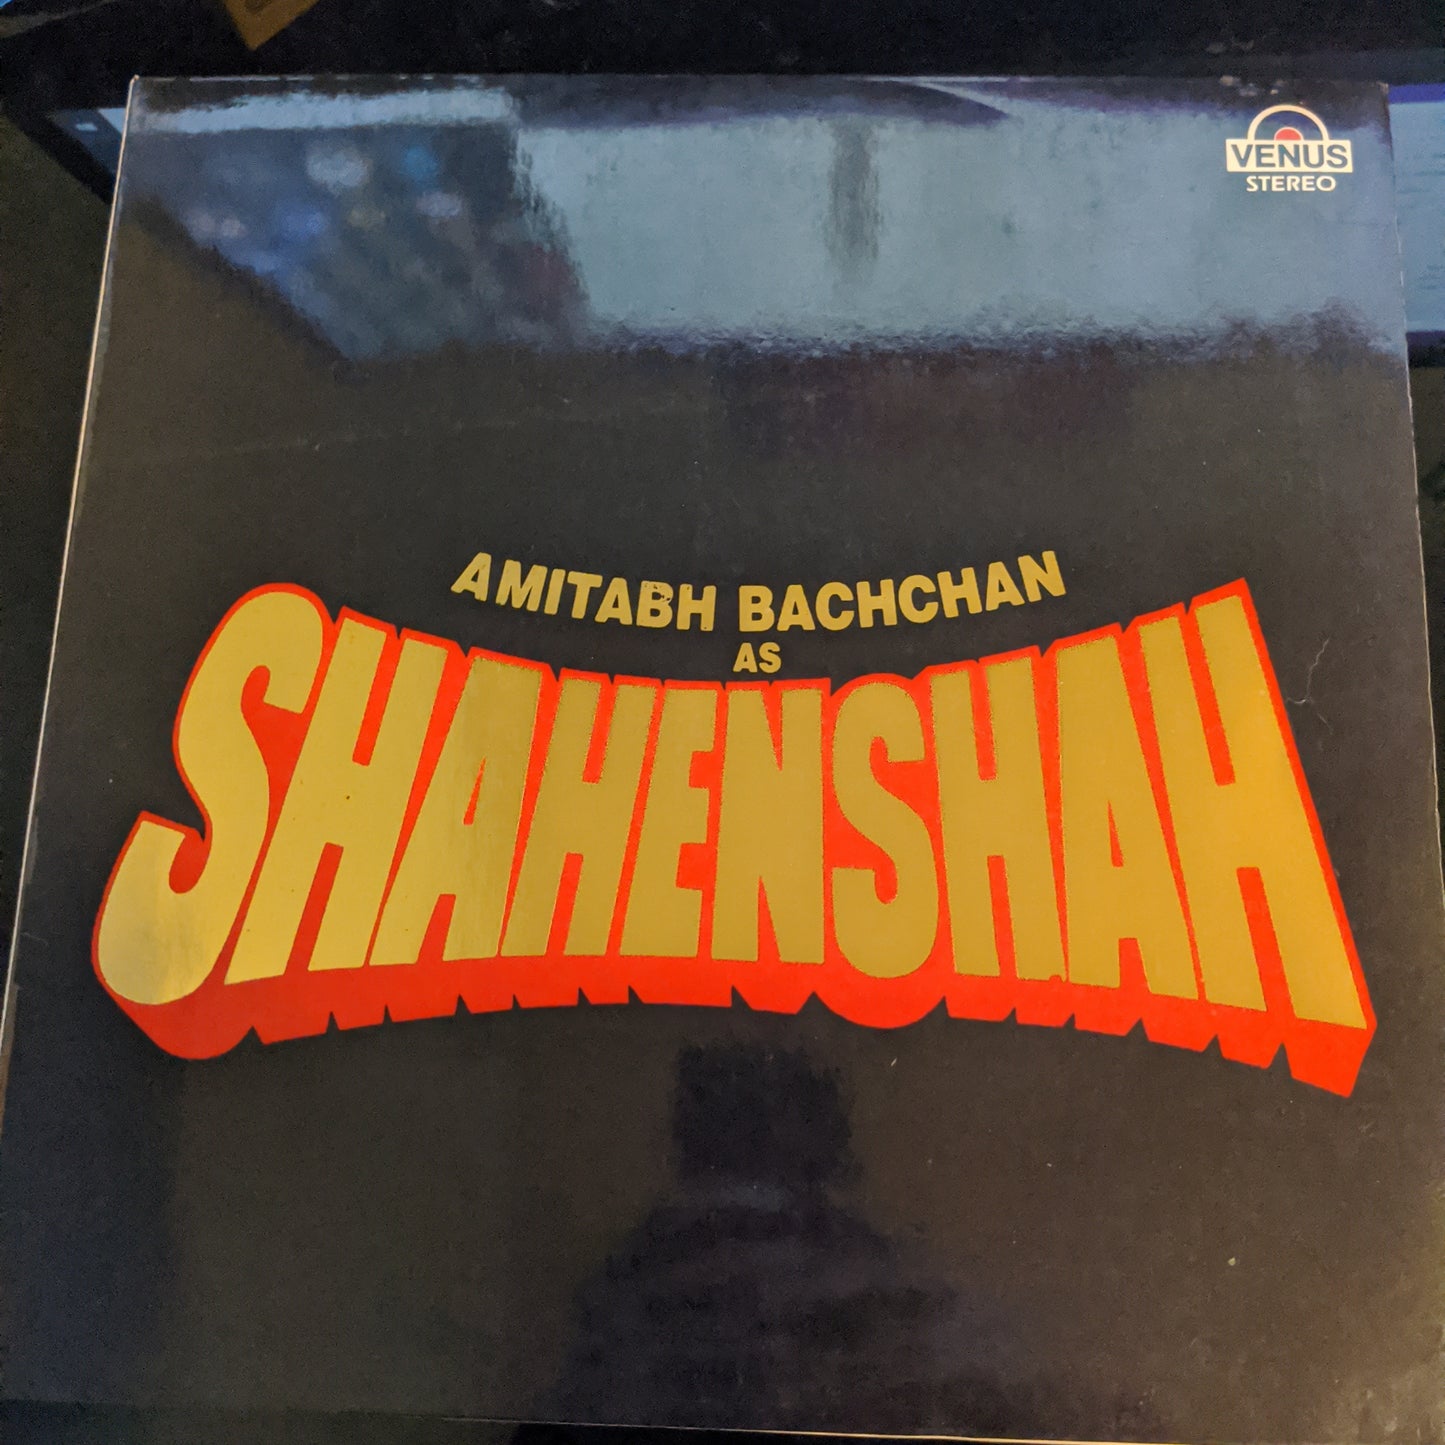 VENUS
STEREO
AMITABH BACHCHAN
AS
SHAHENSHAH